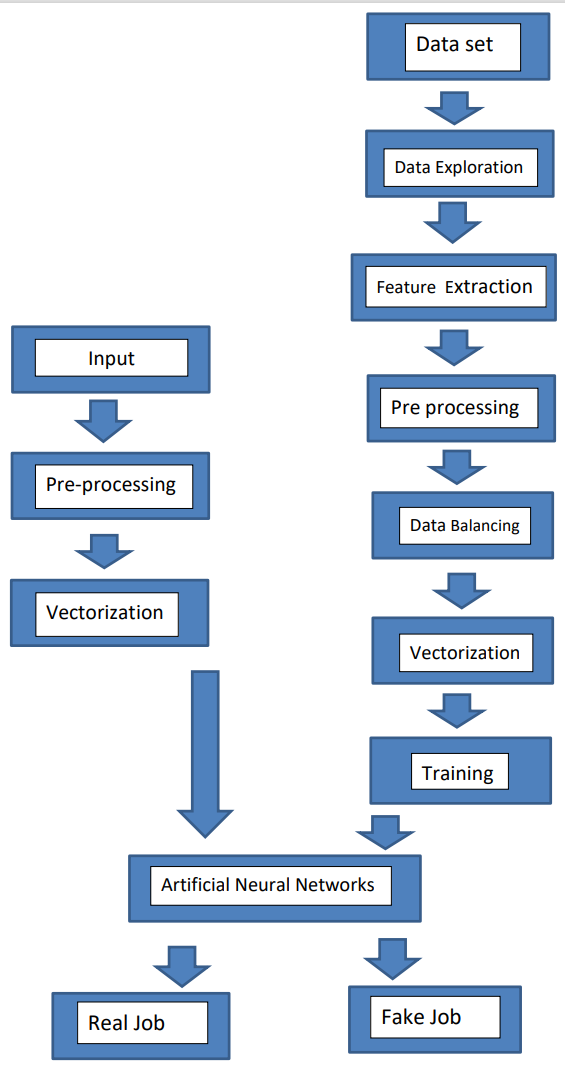 Data set
Data Exploration
Feature Extraction
Input
Pre processing
Pre-processing
Data Balancing
Vectorization
Vectorization
Training
Artificial Neural Networks
Real Job
Fake Job